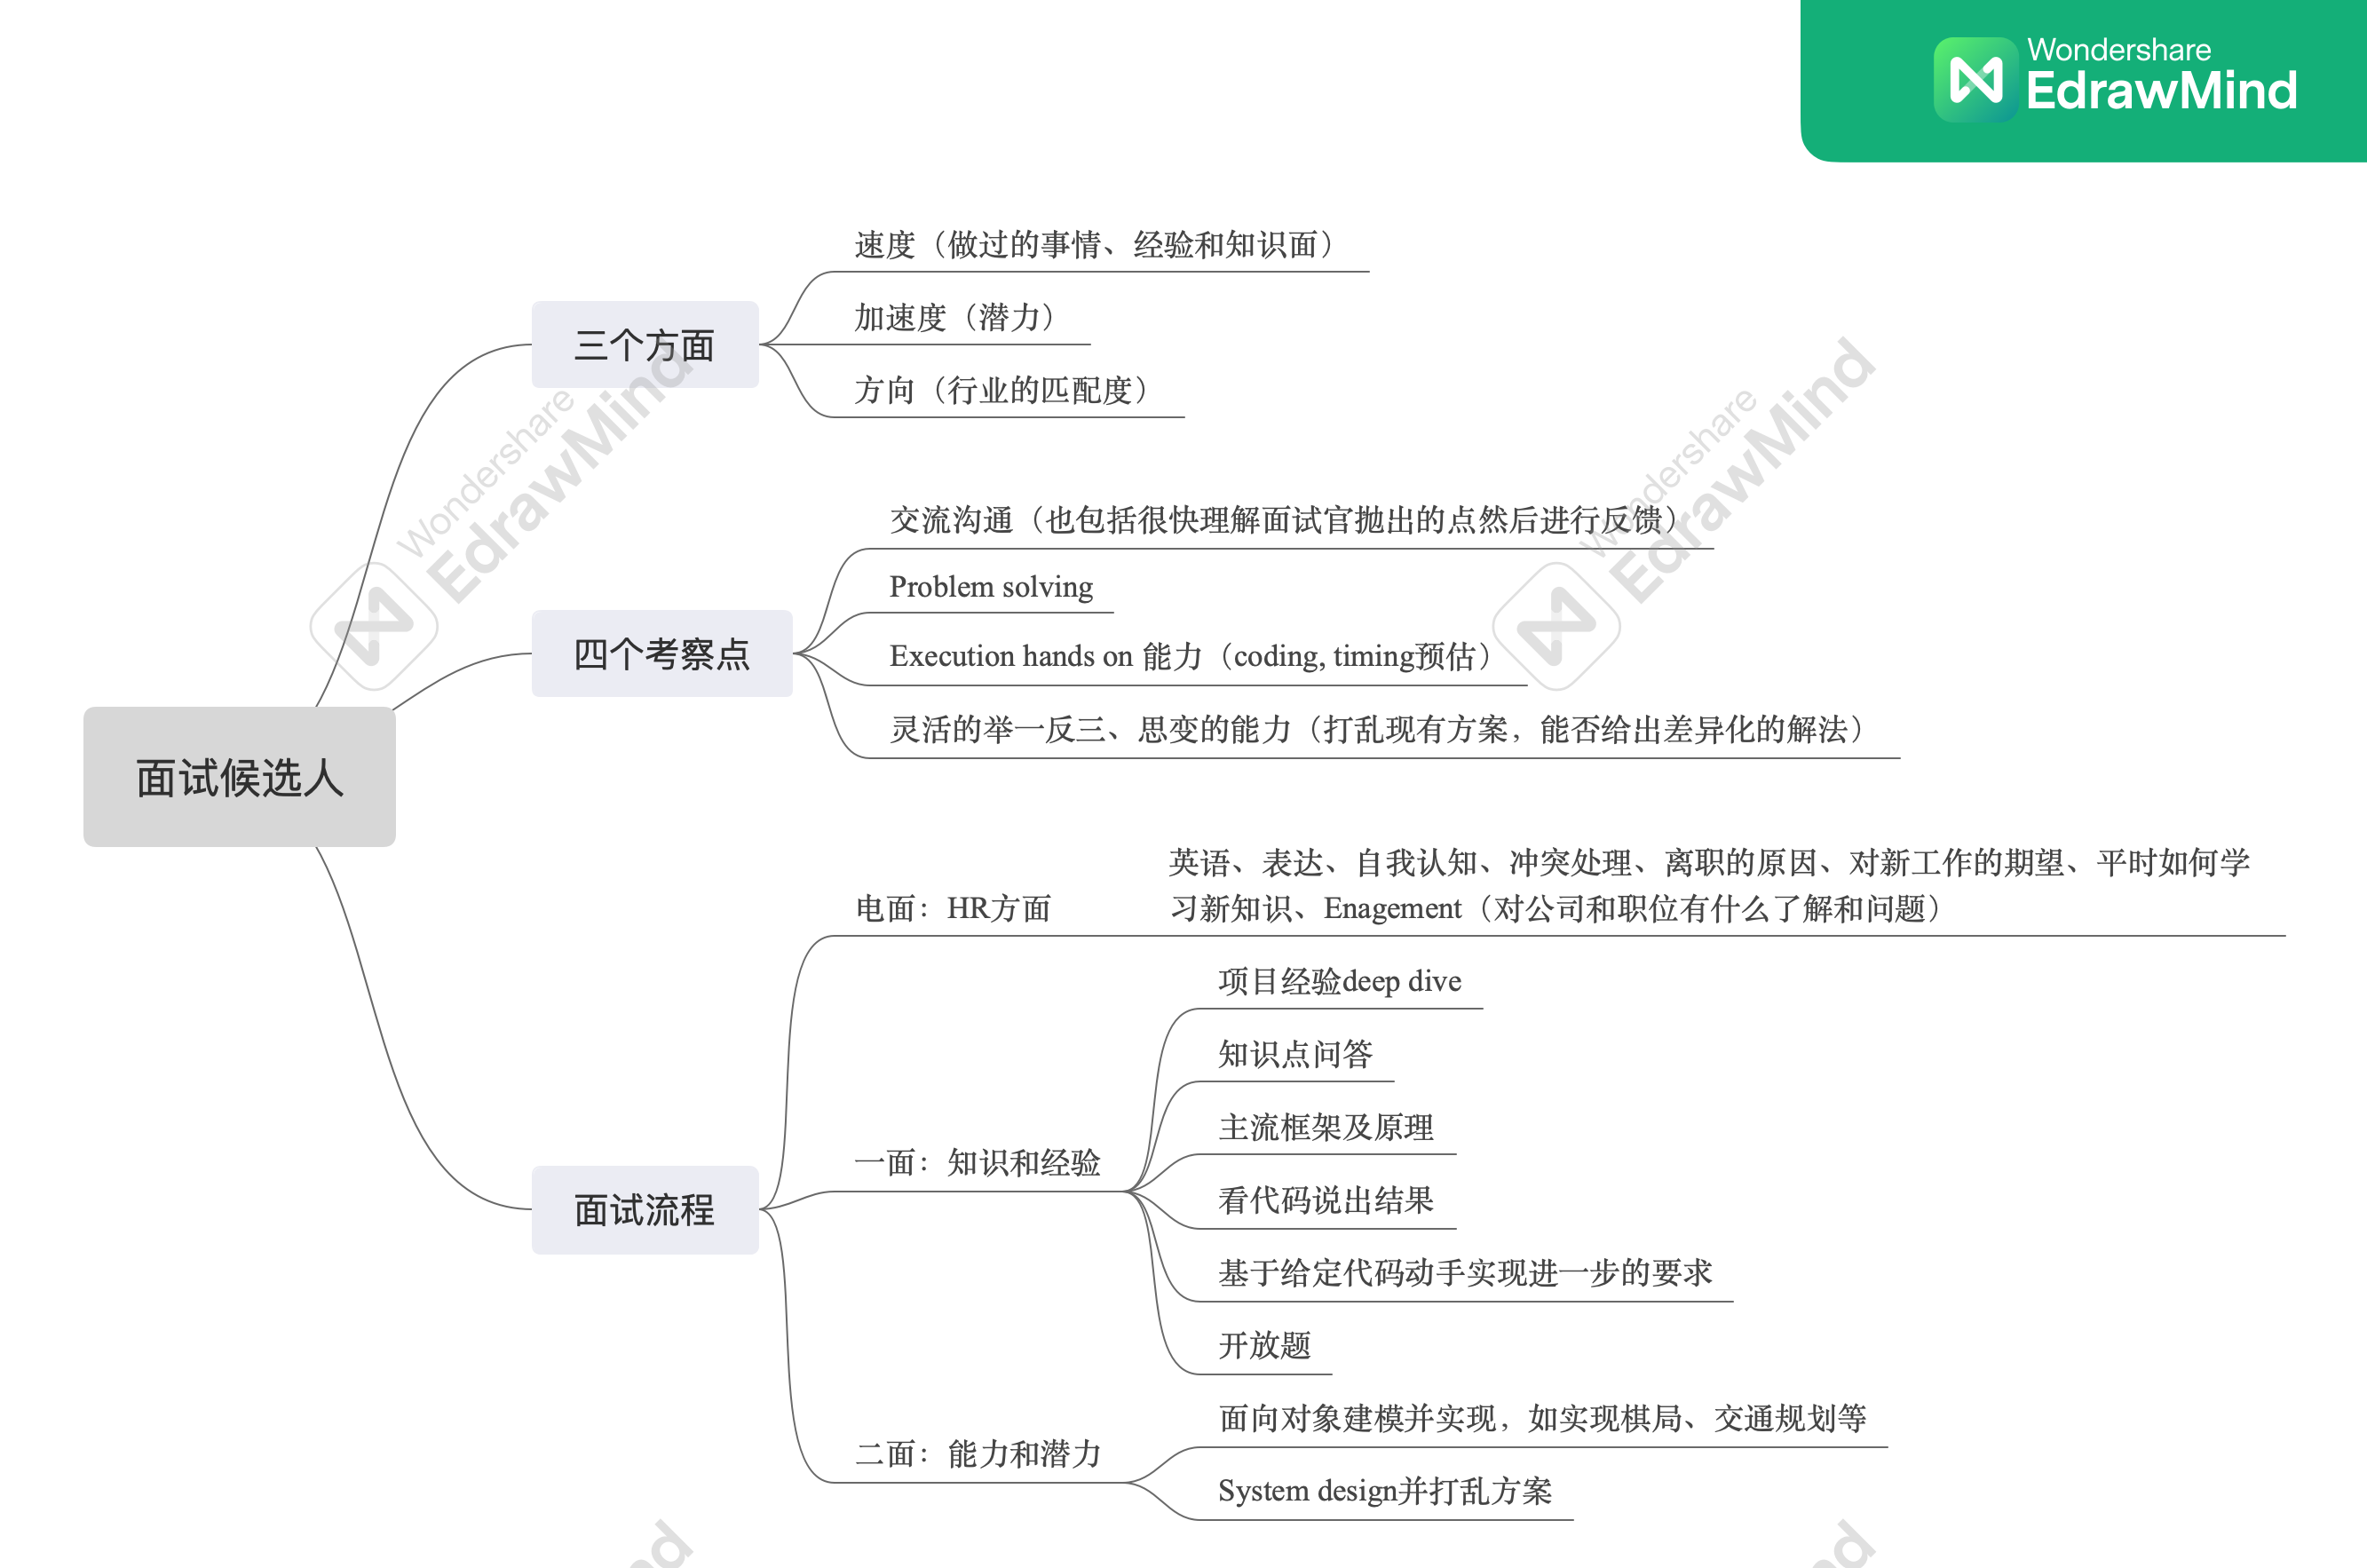 Wondershare
EdrawMind
面试候选人
三个方面
速度（做过的事情、经验和知识面）
加速度（潜力）
方向（行业的匹配度）
四个考察点
交流沟通（也包括很快理解面试官抛出的点然后进行反馈）
Problem solving
Execution hands on 能力（coding, timing预估）
灵活的举一反三、思变的能力（打乱现有方案，能否给出差异化的解法）
面试流程
电面：HR方面
英语、表达、自我认知、冲突处理、离职的原因、对新工作的期望、平时如何学
习新知识、Enagement（对公司和职位有什么了解和问题）
一面：知识和经验
项目经验deep dive
知识点问答
主流框架及原理
看代码说出结果
基于给定代码动手实现进一步的要求
开放题
二面：能力和潜力
面向对象建模并实现，如实现棋局、交通规划等
System design并打乱方案
Wondershare
EdrawMind
Wondershare
EdrawMind
nd
nd